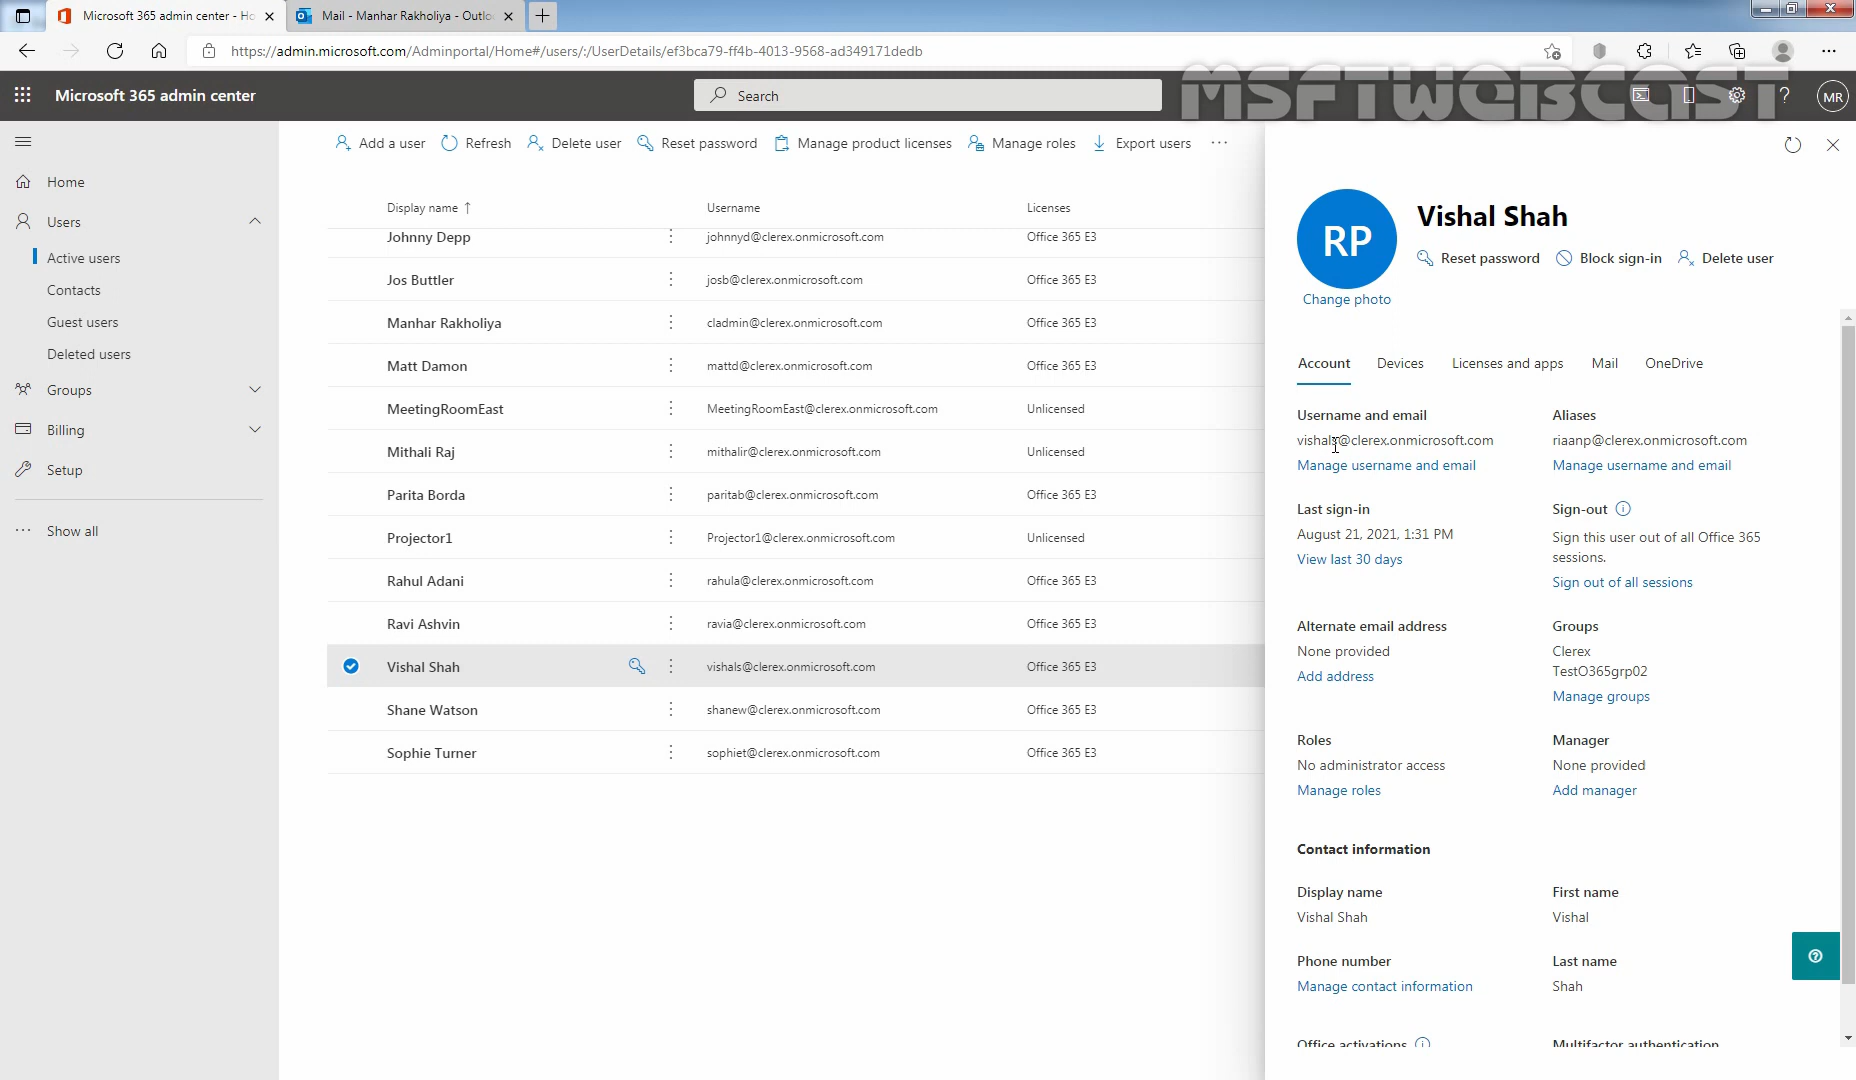 Microsoft 365 admin center - Ho
Mail - Manhar Rakholiya - Outlo
https://admin.microsoft.com/Adminportal/Home#/users/:/UserDetails/ef3bca79-ff4b-4013-9568-ad349171dedb
Microsoft 365 admin center
Search
MSFTWEBCAST
MR
Home
Users
Active users
Contacts
Guest users
Deleted users
Groups
Billing
Setup
Show all
Add a user
Refresh
Delete user
Reset password
Manage product licenses
Manage roles
Export users
Display name ↑ Username Licenses
Johnny Depp johnnyd@clerex.onmicrosoft.com Office 365 E3
Jos Buttler josb@clerex.onmicrosoft.com Office 365 E3
Manhar Rakholiya cladmin@clerex.onmicrosoft.com Office 365 E3
Matt Damon mattd@clerex.onmicrosoft.com Office 365 E3
MeetingRoomEast MeetingRoomEast@clerex.onmicrosoft.com Unlicensed
Mithali Raj mithalir@clerex.onmicrosoft.com Unlicensed
Parita Borda paritab@clerex.onmicrosoft.com Office 365 E3
Projector1 Projector1@clerex.onmicrosoft.com Unlicensed
Rahul Adani rahula@clerex.onmicrosoft.com Office 365 E3
Ravi Ashvin ravia@clerex.onmicrosoft.com Office 365 E3
Vishal Shah vishals@clerex.onmicrosoft.com Office 365 E3
Shane Watson shanew@clerex.onmicrosoft.com Office 365 E3
Sophie Turner sophiet@clerex.onmicrosoft.com Office 365 E3
RP
Change photo
Vishal Shah
Reset password
Block sign-in
Delete user
Account Devices Licenses and apps Mail OneDrive
Username and email
vishals@clerex.onmicrosoft.com
Manage username and email
Aliases
riaanp@clerex.onmicrosoft.com
Manage username and email
Last sign-in
August 21, 2021, 1:31 PM
View last 30 days
Sign-out
Sign this user out of all Office 365
sessions.
Sign out of all sessions
Alternate email address
None provided
Add address
Groups
Clerex
TestO365grp02
Manage groups
Roles
No administrator access
Manage roles
Manager
None provided
Add manager
Contact information
Display name
Vishal Shah
First name
Vishal
Phone number
Manage contact information
Last name
Shah
Office activations
Multifactor authentication